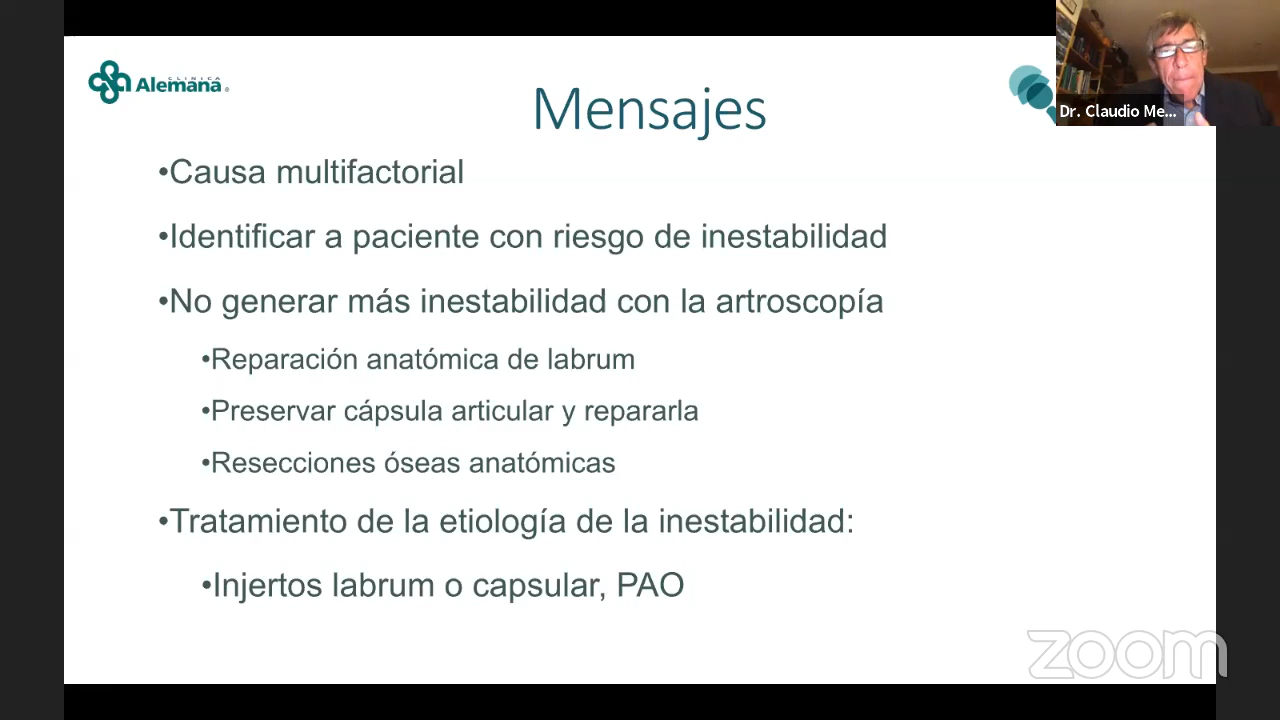 CLINICA
Alemana
Mensajes
Dr. Claudio Me...
•Causa multifactorial
•Identificar a paciente con riesgo de inestabilidad
•No generar más inestabilidad con la artroscopía
•Reparación anatómica de labrum
•Preservar cápsula articular y repararla
•Resecciones óseas anatómicas
•Tratamiento de la etiología de la inestabilidad:
•Injertos labrum o capsular, PAO
zoom